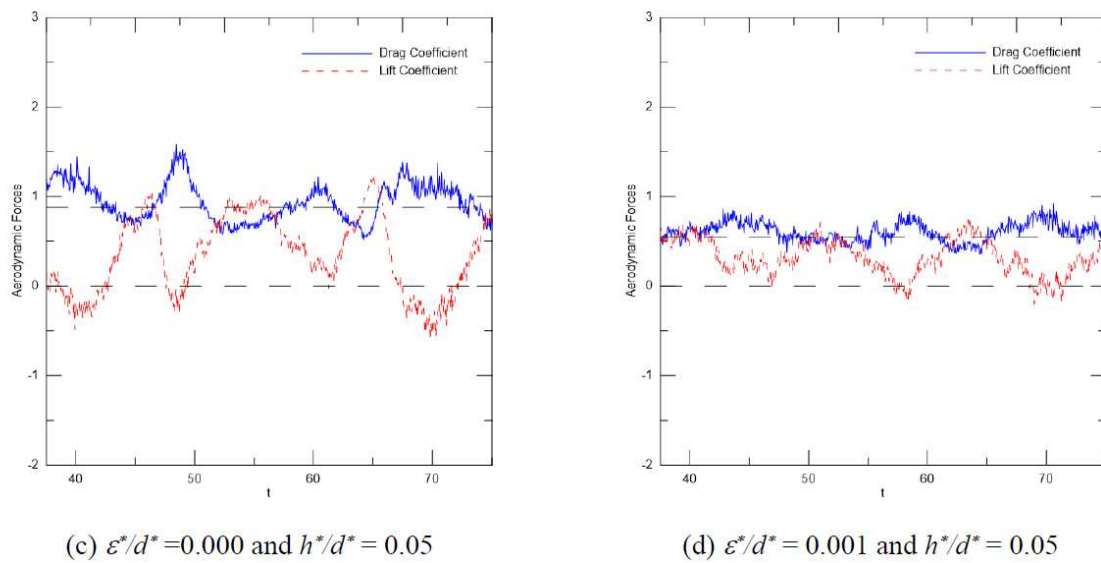 3
Drag Coefficient
Lift Coefficient
2
Aerodynamic Forces
1
0
-1
-2
40
50
60
70
t
(c) ε*/d* =0.000 and h*/d* = 0.05
3
Drag Coefficient
Lift Coefficient
2
Aerodynamic Forces
1
0
-1
-2
40
50
60
70
t
(d) ε*/d* = 0.001 and h*/d* = 0.05